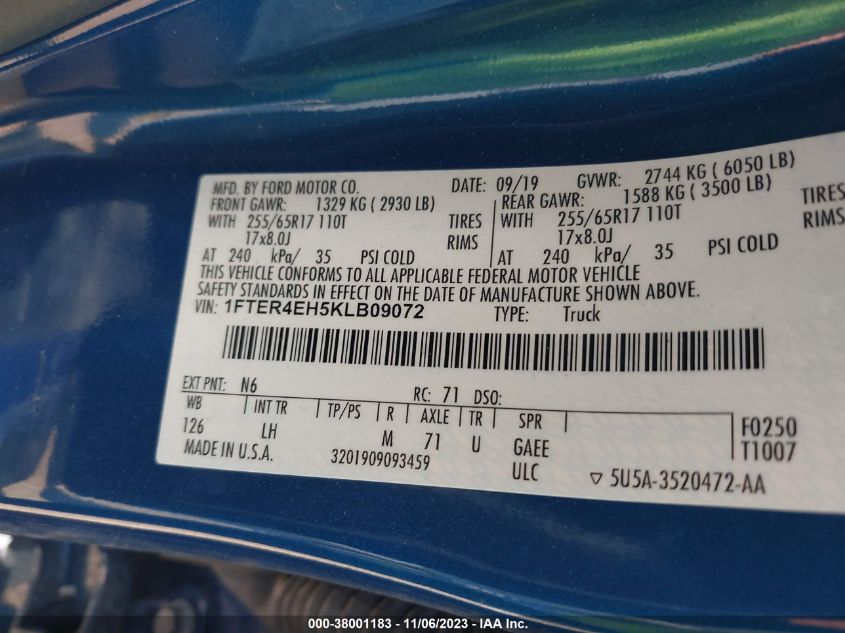 MFD. BY FORD MOTOR CO. DATE: 09/19 GVWR: 2744 KG ( 6050 LB)
FRONT GAWR: 1329 KG ( 2930 LB) REAR GAWR: 1588 KG ( 3500 LB)
WITH 255/65R17 110T TIRES WITH 255/65R17 110T TIRES
17x8.0J RIMS 17x8.0J RIMS
AT 240 kPa/ 35 PSI COLD AT 240 kPa/ 35 PSI COLD
THIS VEHICLE CONFORMS TO ALL APPLICABLE FEDERAL MOTOR VEHICLE
SAFETY STANDARDS IN EFFECT ON THE DATE OF MANUFACTURE SHOWN ABOVE.
VIN: 1FTER4EH5KLB09072 TYPE: Truck
EXT PNT: N6 RC: 71 DSO:
WB INT TR TP/PS R AXLE TR SPR F0250
126 LH M 71 U GAEE T1007
MADE IN U.S.A. 3201909093459 ULC ▽ 5U5A-3520472-AA
000-38001183 - 11/06/2023 - IAA Inc.